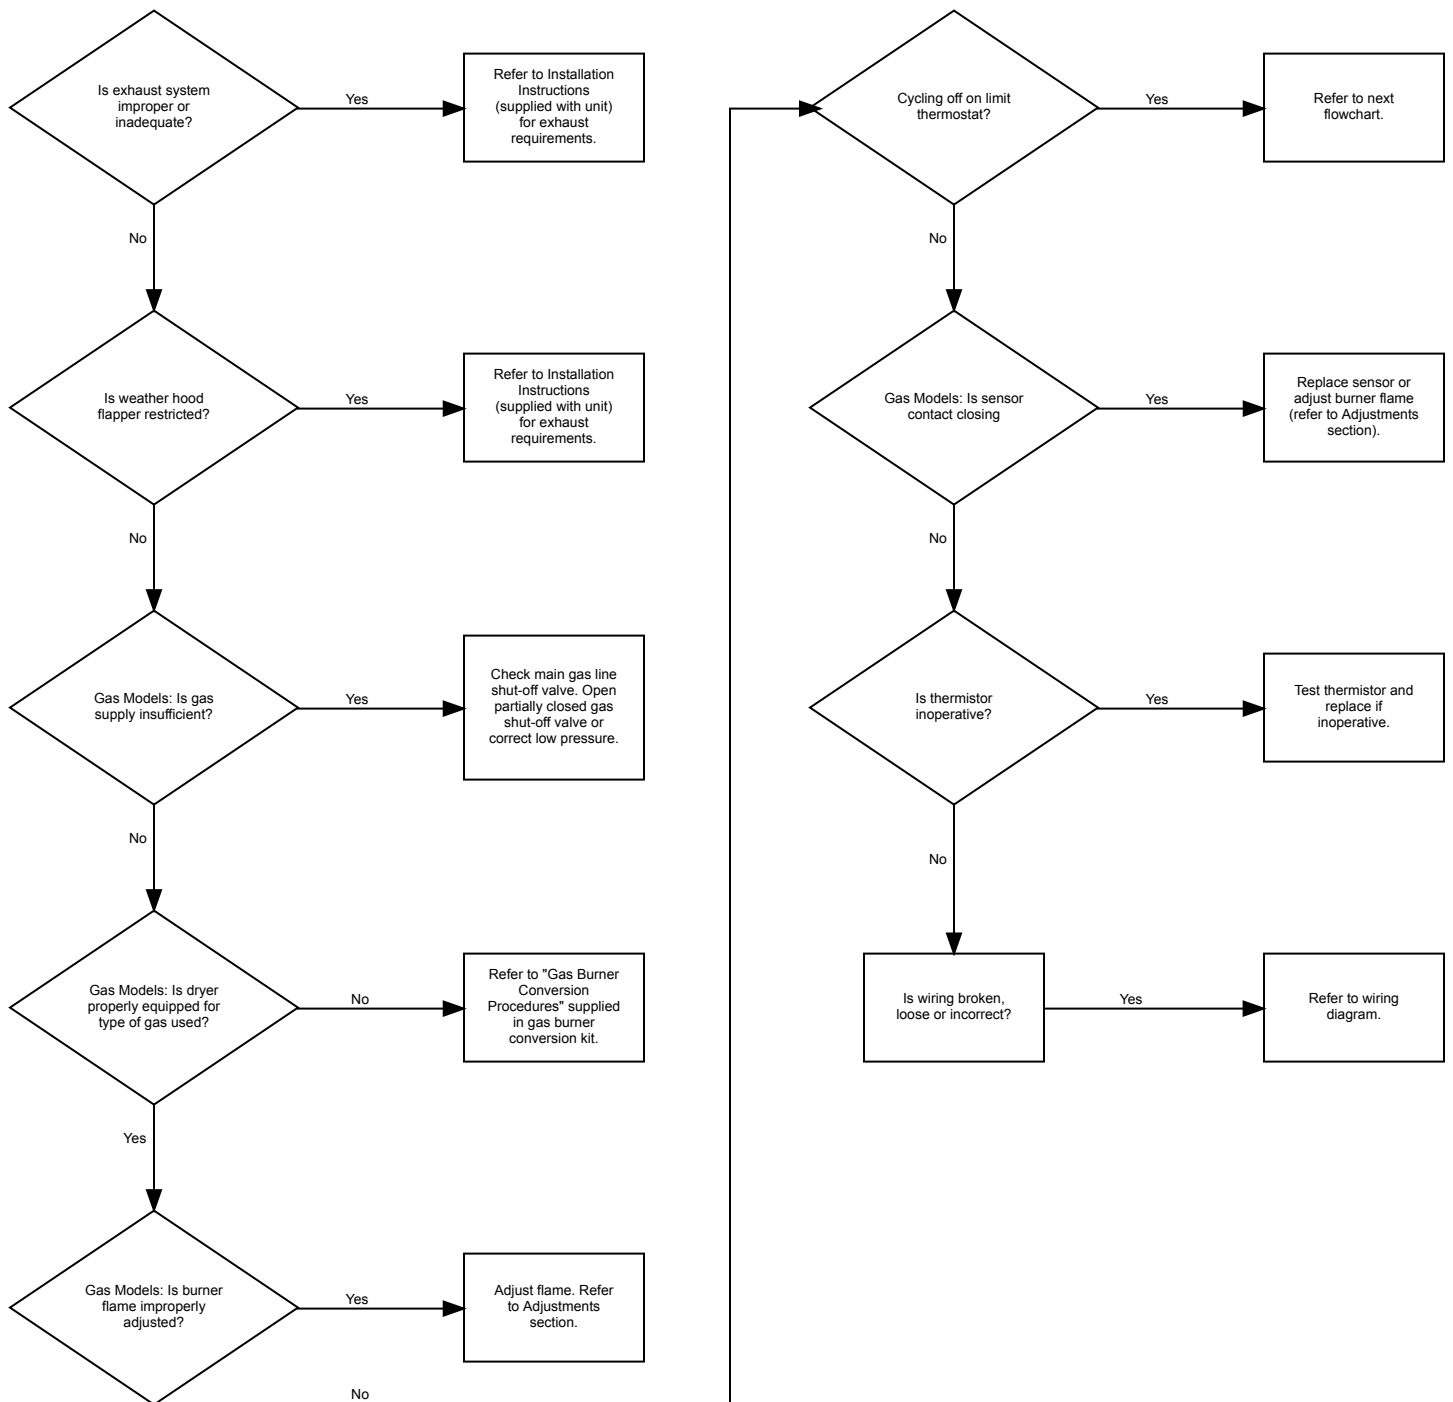 Is exhaust system
improper or
inadequate?
Yes
Refer to Installation
Instructions
(supplied with unit)
for exhaust
requirements.
No
Is weather hood
flapper restricted?
Yes
Refer to Installation
Instructions
(supplied with unit)
for exhaust
requirements.
No
Gas Models: Is gas
supply insufficient?
Yes
Check main gas line
shut-off valve. Open
partially closed gas
shut-off valve or
correct low pressure.
No
Gas Models: Is dryer
properly equipped for
type of gas used?
No
Refer to "Gas Burner
Conversion
Procedures" supplied
in gas burner
conversion kit.
Yes
Gas Models: Is burner
flame improperly
adjusted?
Yes
Adjust flame. Refer
to Adjustments
section.
No
Cycling off on limit
thermostat?
Yes
Refer to next
flowchart.
No
Gas Models: Is sensor
contact closing
Yes
Replace sensor or
adjust burner flame
(refer to Adjustments
section).
No
Is thermistor
inoperative?
Yes
Test thermistor and
replace if
inoperative.
No
Is wiring broken,
loose or incorrect?
Yes
Refer to wiring
diagram.